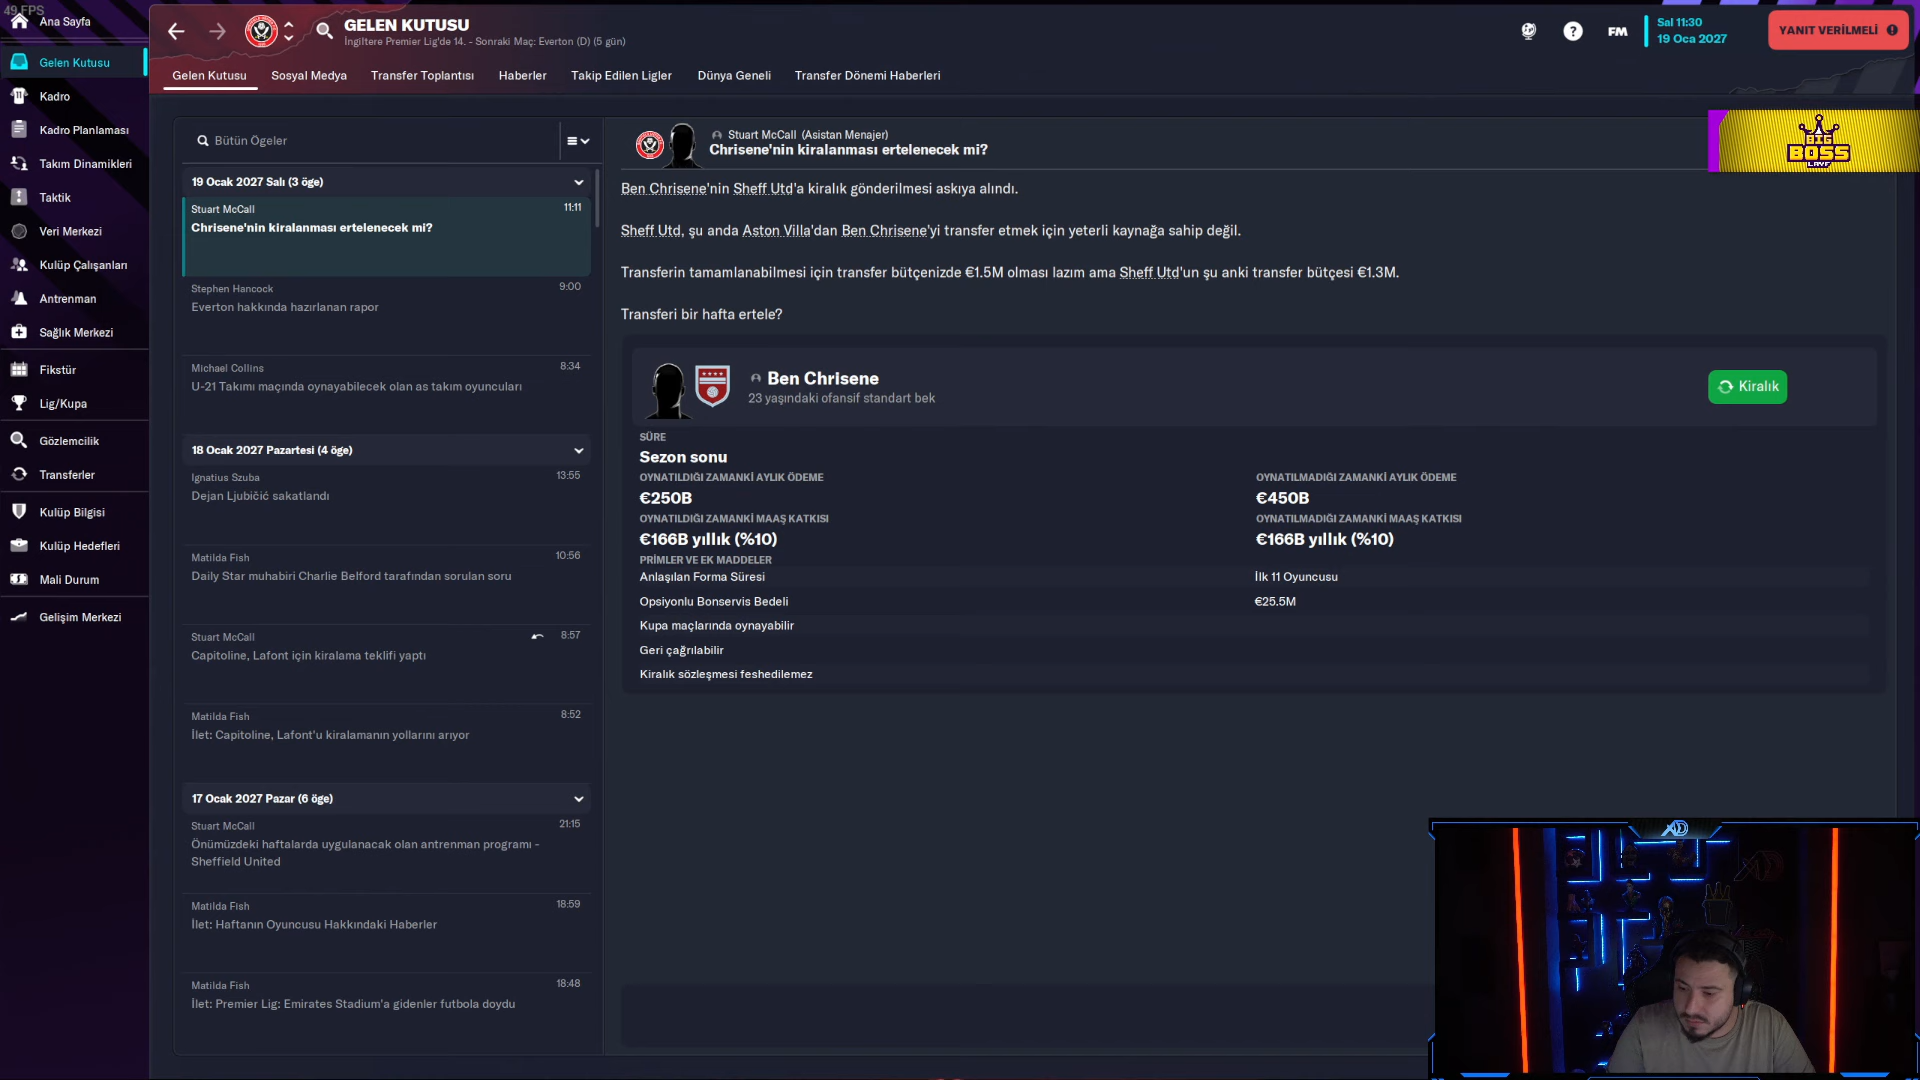 49 FPS
Ana Sayfa
Gelen Kutusu
Kadro
Kadro Planlaması
Takım Dinamikleri
Taktik
Veri Merkezi
Kulüp Çalışanları
Antrenman
Sağlık Merkezi
Fikstür
Lig/Kupa
Gözlemcilik
Transferler
Kulüp Bilgisi
Kulüp Hedefleri
Mali Durum
Gelişim Merkezi
GELEN KUTUSU
İngiltere Premier Lig'de 14. - Sonraki Maç: Everton (D) (5 gün)
FM
Sal 11:30
19 Oca 2027
YANIT VERİLMELİ
Gelen Kutusu
Sosyal Medya
Transfer Toplantısı
Haberler
Takip Edilen Ligler
Dünya Geneli
Transfer Dönemi Haberleri
Bütün Ögeler
19 Ocak 2027 Salı (3 öge)
Stuart McCall 11:11
Chrisene'nin kiralanması ertelenecek mi?
Stephen Hancock 9:00
Everton hakkında hazırlanan rapor
Michael Collins 8:34
U-21 Takımı maçında oynayabilecek olan as takım oyuncuları
18 Ocak 2027 Pazartesi (4 öge)
Ignatius Szuba 13:55
Dejan Ljubičić sakatlandı
Matilda Fish 10:56
Daily Star muhabiri Charlie Belford tarafından sorulan soru
Stuart McCall 8:57
Capitoline, Lafont için kiralama teklifi yaptı
Matilda Fish 8:52
İlet: Capitoline, Lafont'u kiralamanın yollarını arıyor
17 Ocak 2027 Pazar (6 öge)
Stuart McCall 21:15
Önümüzdeki haftalarda uygulanacak olan antrenman programı -
Sheffield United
Matilda Fish 18:59
İlet: Haftanın Oyuncusu Hakkındaki Haberler
Matilda Fish 18:48
İlet: Premier Lig: Emirates Stadium'a gidenler futbola doydu
Stuart McCall (Asistan Menajer)
Chrisene'nin kiralanması ertelenecek mi?
BIG
BOSS
LAYF
Ben Chrisene'nin Sheff Utd'a kiralık gönderilmesi askıya alındı.
Sheff Utd, şu anda Aston Villa'dan Ben Chrisene'yi transfer etmek için yeterli kaynağa sahip değil.
Transferin tamamlanabilmesi için transfer bütçenizde €1.5M olması lazım ama Sheff Utd'un şu anki transfer bütçesi €1.3M.
Transferi bir hafta ertele?
Ben Chrisene
23 yaşındaki ofansif standart bek
Kiralık
SÜRE
Sezon sonu
OYNATILDIĞI ZAMANKİ AYLIK ÖDEME
€250B
OYNATILMADIĞI ZAMANKİ AYLIK ÖDEME
€450B
OYNATILDIĞI ZAMANKİ MAAŞ KATKISI
€166B yıllık (%10)
OYNATILMADIĞI ZAMANKİ MAAŞ KATKISI
€166B yıllık (%10)
PRİMLER VE EK MADDELER
Anlaşılan Forma Süresi İlk 11 Oyuncusu
Opsiyonlu Bonservis Bedeli €25.5M
Kupa maçlarında oynayabilir
Geri çağrılabilir
Kiralık sözleşmesi feshedilemez